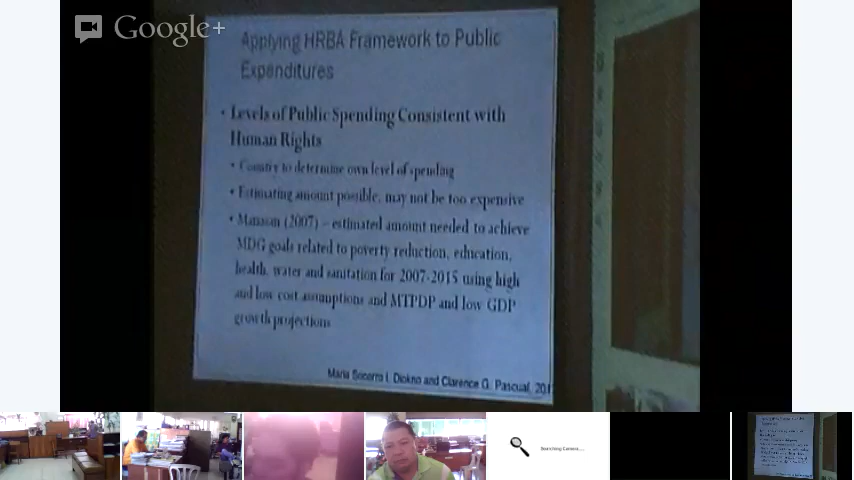 Google+
Applying HRBA Framework to Public
Expenditures
• Levels of Public Spending Consistent with
Human Rights
• Country to determine own level of spending
• Estimating amount possible, may not be too expensive
• Manasan (2007) – estimated amount needed to achieve
MDG goals related to poverty reduction, education,
health, water and sanitation for 2007-2015 using high
and low cost assumptions and MTPDP and low GDP
growth projections
Maria Socorro I. Diokno and Clarence G. Pascual, 201